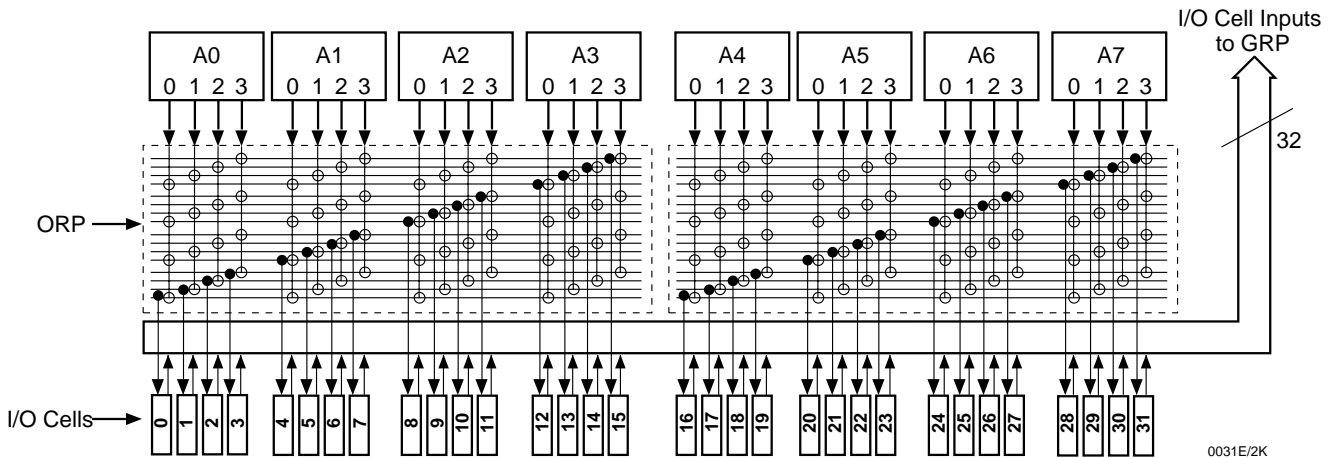 I/O Cell Inputs
to GRP
A0 A1 A2 A3 A4 A5 A6 A7
0 1 2 3 0 1 2 3 0 1 2 3 0 1 2 3 0 1 2 3 0 1 2 3 0 1 2 3 0 1 2 3
32
ORP
I/O Cells 0 1 2 3 4 5 6 7 8 9 10 11 12 13 14 15 16 17 18 19 20 21 22 23 24 25 26 27 28 29 30 31
0031E/2K